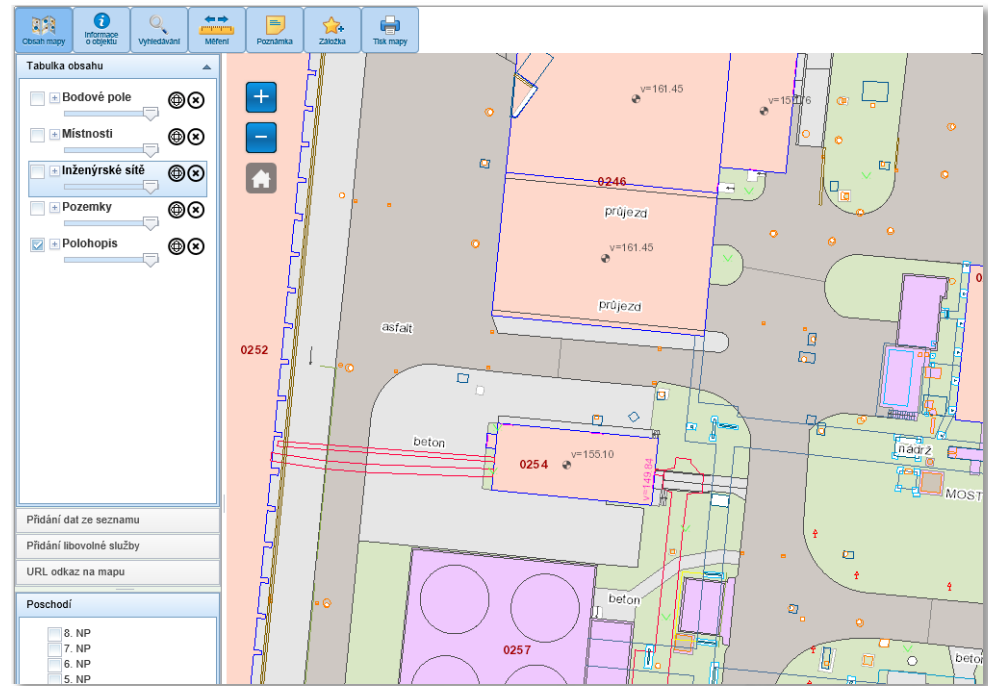 Obsah mapy
Informace
o objektu
Vyhledávání
Měření
Poznámka
Záložka
Tisk mapy
Tabulka obsahu
Bodové pole
Místnosti
Inženýrské sítě
Pozemky
Polohopis
Přidání dat ze seznamu
Přidání libovolné služby
URL odkaz na mapu
Poschodí
8. NP
7. NP
6. NP
5. NP
v=161.45
0246
průjezd
v=161.45
průjezd
asfalt
0252
beton
0254
v=155.10
v=149.84
nádrž
MOST
beton
0257
beton